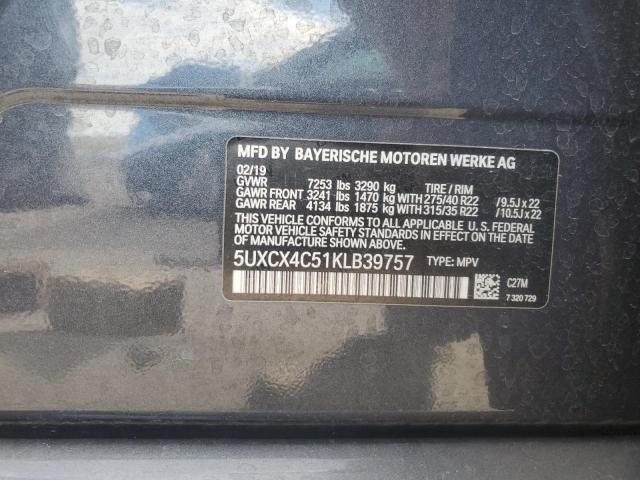 MFD BY BAYERISCHE MOTOREN WERKE AG
02/19
GVWR 7253 lbs 3290 kg TIRE / RIM
GAWR FRONT 3241 lbs 1470 kg WITH 275/40 R22 /9.5J x 22
GAWR REAR 4134 lbs 1875 kg WITH 315/35 R22 /10.5J x 22
THIS VEHICLE CONFORMS TO ALL APPLICABLE U. S. FEDERAL
MOTOR VEHICLE SAFETY STANDARDS IN EFFECT ON THE
DATE OF MANUFACTURE SHOWN ABOVE.
5UXCX4C51KLB39757 TYPE: MPV
C27M
7 320 729